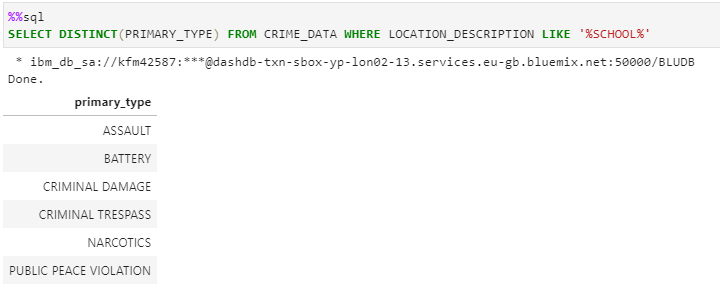 %%sql
SELECT DISTINCT(PRIMARY_TYPE) FROM CRIME_DATA WHERE LOCATION_DESCRIPTION LIKE '%SCHOOL%'
* ibm_db_sa://kfm42587:***@dashdb-txn-sbox-yp-lon02-13.services.eu-gb.bluemix.net:50000/BLUDB
Done.
primary_type
ASSAULT
BATTERY
CRIMINAL DAMAGE
CRIMINAL TRESPASS
NARCOTICS
PUBLIC PEACE VIOLATION